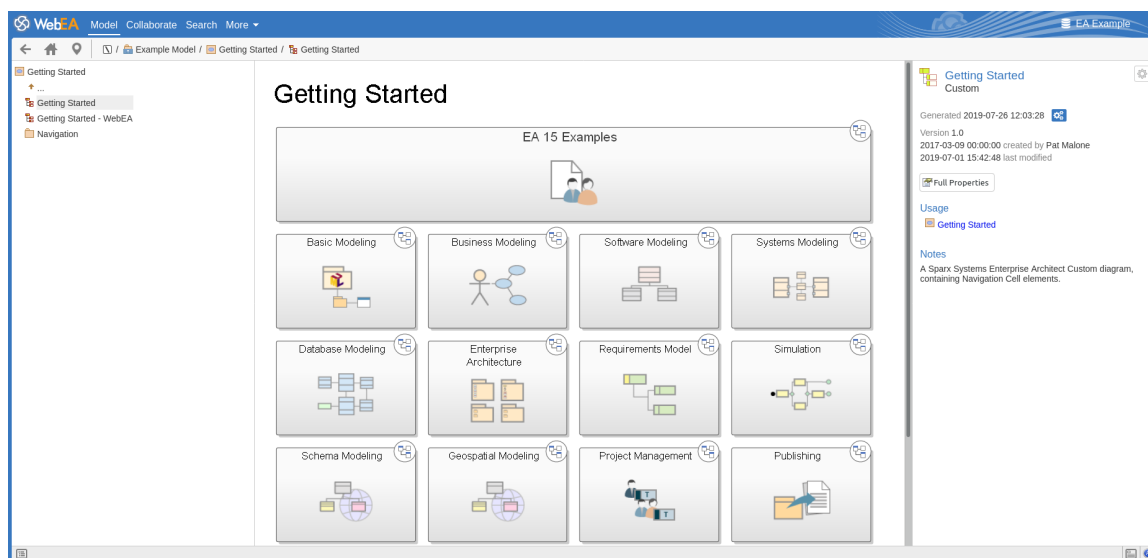 WebEA Model Collaborate Search More
EA Example
/ Example Model / Getting Started / Getting Started
Getting Started
...
Getting Started
Getting Started - WebEA
Navigation
Getting Started
EA 15 Examples
Basic Modeling
Business Modeling
Software Modeling
Systems Modeling
Database Modeling
Enterprise
Architecture
Requirements Model
Simulation
Schema Modeling
Geospatial Modeling
Project Management
T
T
Publishing
Getting Started
Custom
Generated 2019-07-26 12:03:28
Version 1.0
2017-03-09 00:00:00 created by Pat Malone
2019-07-01 15:42:48 last modified
Full Properties
Usage
Getting Started
Notes
A Sparx Systems Enterprise Architect Custom diagram,
containing Navigation Cell elements.